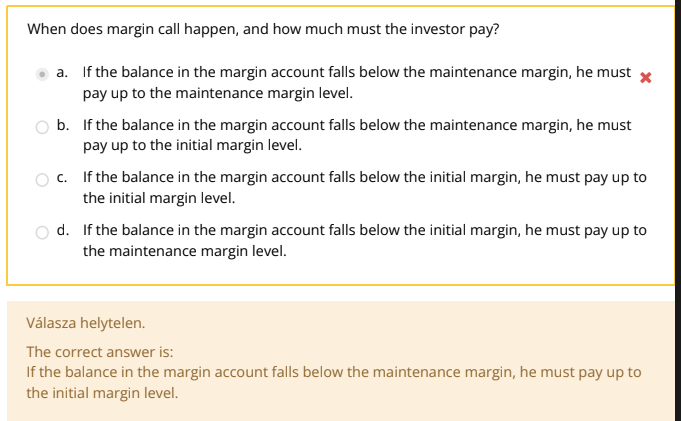 When does margin call happen, and how much must the investor pay?
a. If the balance in the margin account falls below the maintenance margin, he must
pay up to the maintenance margin level.
b. If the balance in the margin account falls below the maintenance margin, he must
pay up to the initial margin level.
c. If the balance in the margin account falls below the initial margin, he must pay up to
the initial margin level.
d. If the balance in the margin account falls below the initial margin, he must pay up to
the maintenance margin level.
Válasza helytelen.
The correct answer is:
If the balance in the margin account falls below the maintenance margin, he must pay up to
the initial margin level.